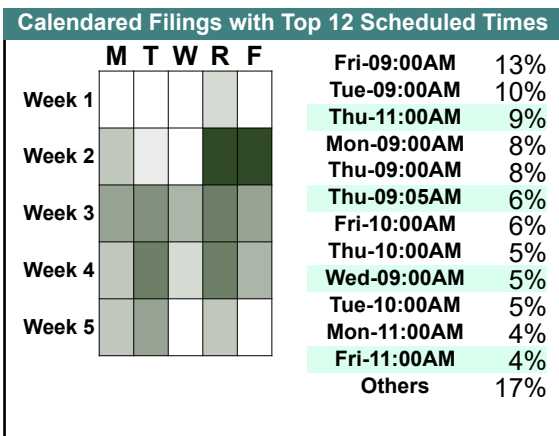 Calendared Filings with Top 12 Scheduled Times
M T W R F
Week 1
Week 2
Week 3
Week 4
Week 5
Fri-09:00AM 13%
Tue-09:00AM 10%
Thu-11:00AM 9%
Mon-09:00AM 8%
Thu-09:00AM 8%
Thu-09:05AM 6%
Fri-10:00AM 6%
Thu-10:00AM 5%
Wed-09:00AM 5%
Tue-10:00AM 5%
Mon-11:00AM 4%
Fri-11:00AM 4%
Others 17%